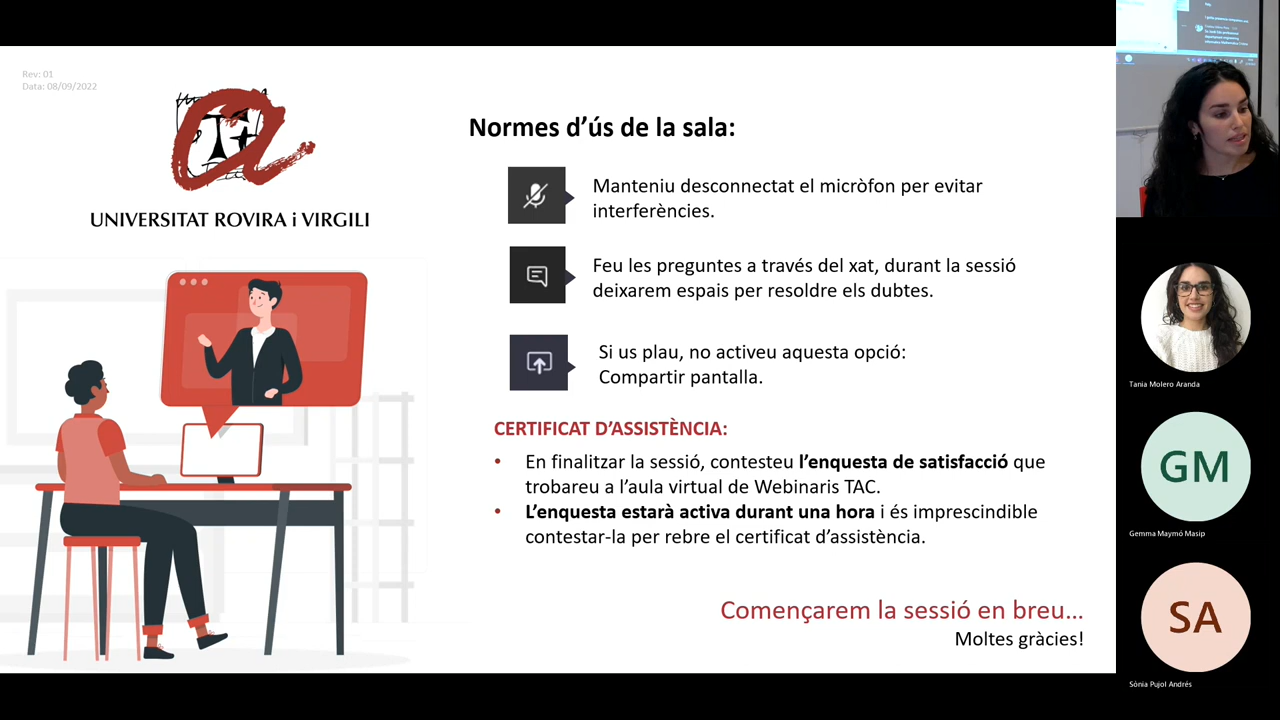 Rev: 01
Data: 08/09/2022
UNIVERSITAT ROVIRA i VIRGILI
Normes d’ús de la sala:
Manteniu desconnectat el micròfon per evitar
interferències.
Feu les preguntes a través del xat, durant la sessió
deixarem espais per resoldre els dubtes.
Si us plau, no activeu aquesta opció:
Compartir pantalla.
CERTIFICAT D’ASSISTÈNCIA:
• En finalitzar la sessió, contesteu l’enquesta de satisfacció que
trobareu a l’aula virtual de Webinaris TAC.
• L’enquesta estarà activa durant una hora i és imprescindible
contestar-la per rebre el certificat d’assistència.
Començarem la sessió en breu...
Moltes gràcies!
Tania Molero Aranda
GM
Gemma Maymó Masip
SA
Sònia Pujol Andrés